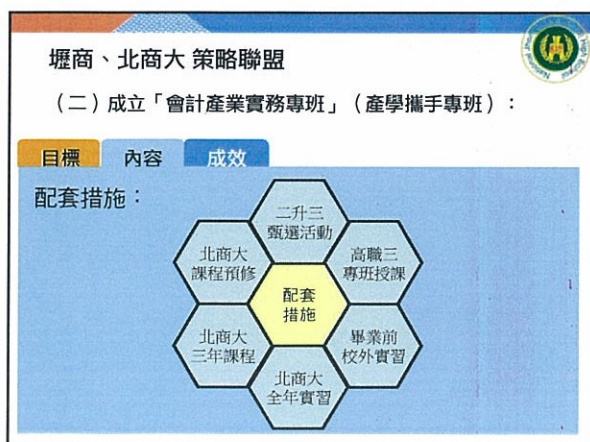 壢商、北商大 策略聯盟
（二）成立「會計產業實務專班」（產學攜手專班）：
目標
內容
成效
配套措施：
二升三
甄選活動
高職三
專班授課
畢業前
校外實習
北商大
全年實習
北商大
三年課程
北商大
課程預修
配套
措施